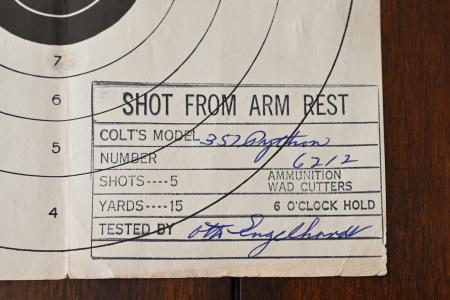 7
6
5
4
SHOT FROM ARM REST
COLT'S MODEL 357 Python
NUMBER 6212
SHOTS----5 AMMUNITION WAD CUTTERS
YARDS----15 6 O'CLOCK HOLD
TESTED BY Otto Engelhardt